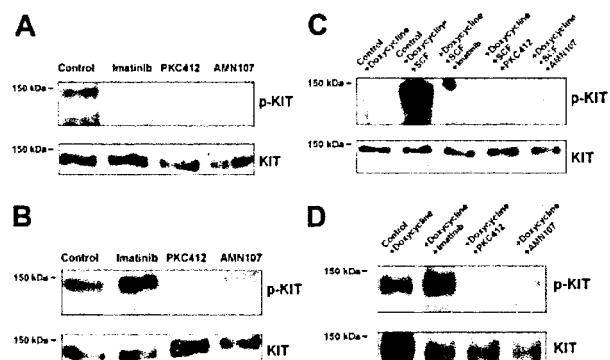 A
Control Imatinib PKC412 AMN107
150 kDa
p-KIT
150 kDa
KIT
B
Control Imatinib PKC412 AMN107
150 kDa
p-KIT
150 kDa
KIT
C
Control +Doxycycline
Control +Doxycycline +SCF
+Doxycycline +SCF +Imatinib
+Doxycycline +SCF +PKC412
+Doxycycline +SCF +AMN107
150 kDa
p-KIT
150 kDa
KIT
D
Control +Doxycycline
+Doxycycline +Imatinib
+Doxycycline +PKC412
+Doxycycline +AMN107
150 kDa
p-KIT
150 kDa
KIT